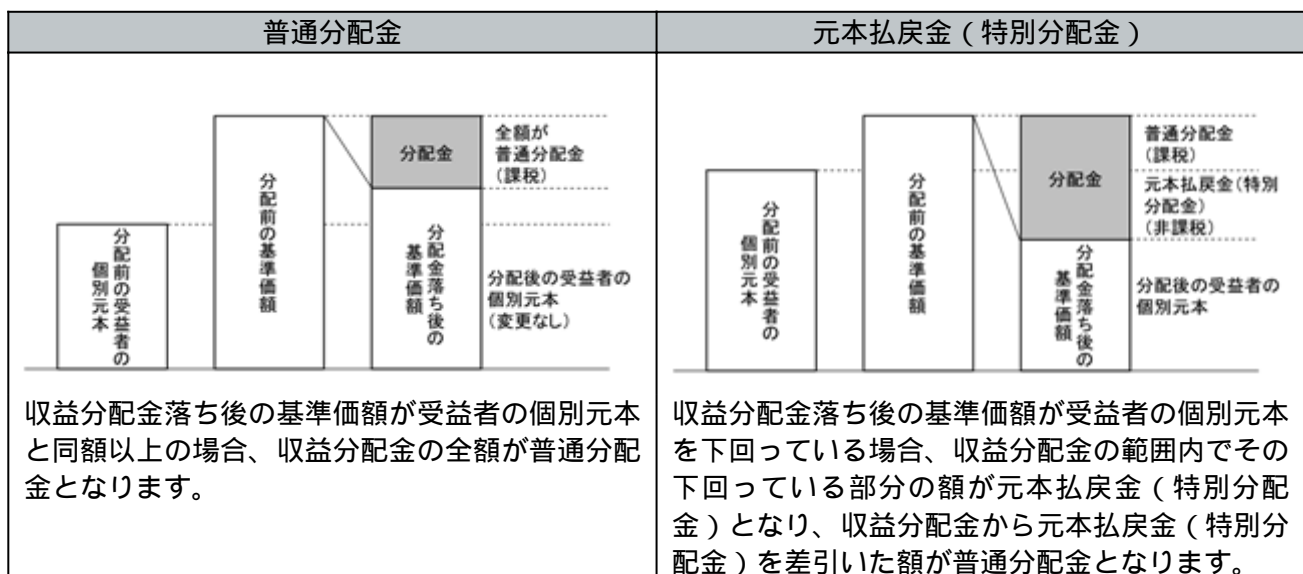 普通分配金
分配前の受益者の
個別元本
分配前の基準価額
分配金
分配金落ち後の
基準価額
全額が
普通分配金
(課税)
分配後の受益者の
個別元本
(変更なし)
収益分配金落ち後の基準価額が受益者の個別元本
と同額以上の場合、収益分配金の全額が普通分配
金となります。
元本払戻金(特別分配金)
分配前の受益者の
個別元本
分配前の基準価額
分配金
分配金落ち後の
基準価額
普通分配金
(課税)
元本払戻金(特別
分配金)
(非課税)
分配後の受益者の
個別元本
収益分配金落ち後の基準価額が受益者の個別元本
を下回っている場合、収益分配金の範囲内でその
下回っている部分の額が元本払戻金(特別分配
金)となり、収益分配金から元本払戻金(特別分
配金)を差引いた額が普通分配金となります。